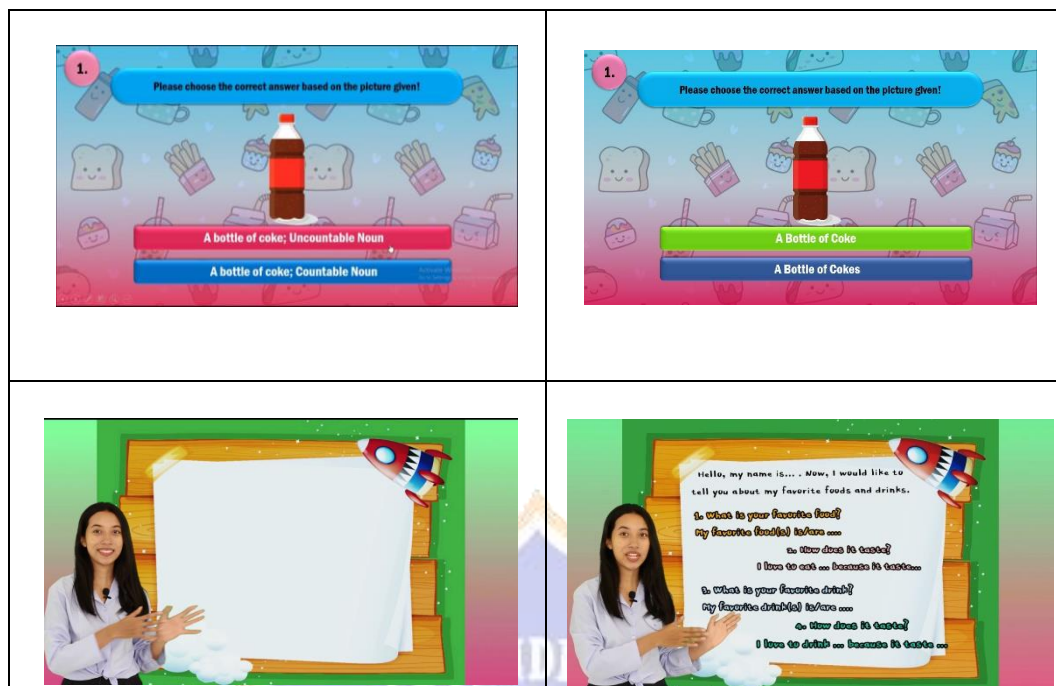 1.
Please choose the correct answer based on the picture given!
A bottle of coke; Uncountable Noun
A bottle of coke; Countable Noun
1.
Please choose the correct answer based on the picture given!
A Bottle of Coke
A Bottle of Cokes
Hello, my name is... . Now, I would like to
tell you about my favorite foods and drinks.
1. What is your favorite food?
My favorite food(s) is/are ....
2. How does it taste?
I love to eat ... because it taste...
3. What is your favorite drink?
My favorite drink(s) is/are ....
4. How does it taste?
I love to drink ... because it taste ...